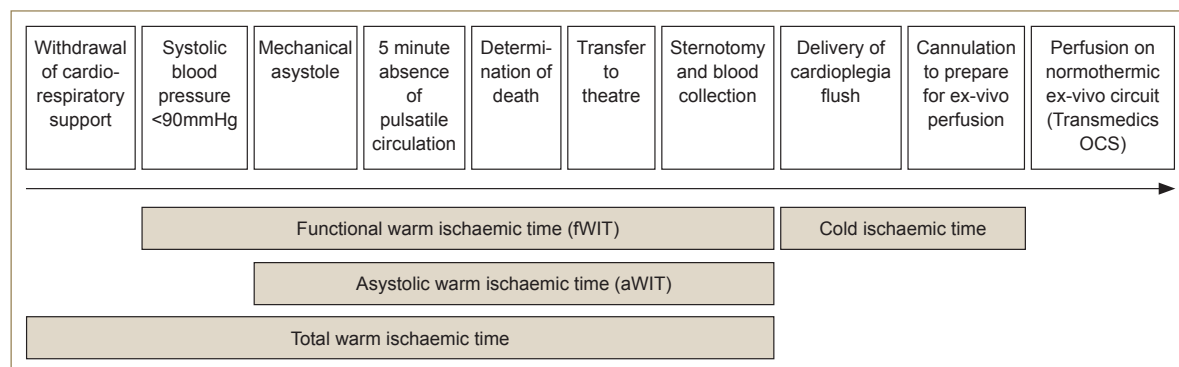 Withdrawal
of cardio-
respiratory
support
Systolic
blood
pressure
<90mmHg
Mechanical
asystole
5 minute
absence
of
pulsatile
circulation
Determi-
nation of
death
Transfer
to
theatre
Sternotomy
and blood
collection
Delivery of
cardioplegia
flush
Cannulation
to prepare
for ex-vivo
perfusion
Perfusion on
normothermic
ex-vivo circuit
(Transmedics
OCS)
Functional warm ischaemic time (fWIT)
Cold ischaemic time
Asystolic warm ischaemic time (aWIT)
Total warm ischaemic time